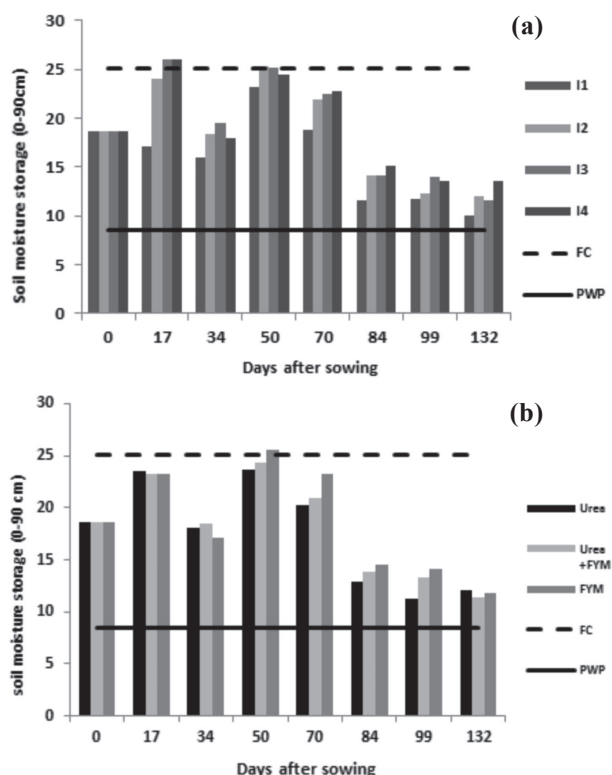 (a)
Soil moisture storage (0-90cm)
30
25
20
15
10
5
0
0 17 34 50 70 84 99 132
Days after sowing
I1
I2
I3
I4
FC
PWP
(b)
soil moisture storage (0-90 cm)
30
25
20
15
10
5
0
0 17 34 50 70 84 99 132
Days after sowing
Urea
Urea
+FYM
FYM
FC
PWP